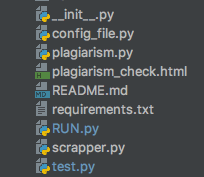 __init__.py
config_file.py
plagiarism.py
plagiarism_check.html
README.md
requirements.txt
RUN.py
scrapper.py
test.py